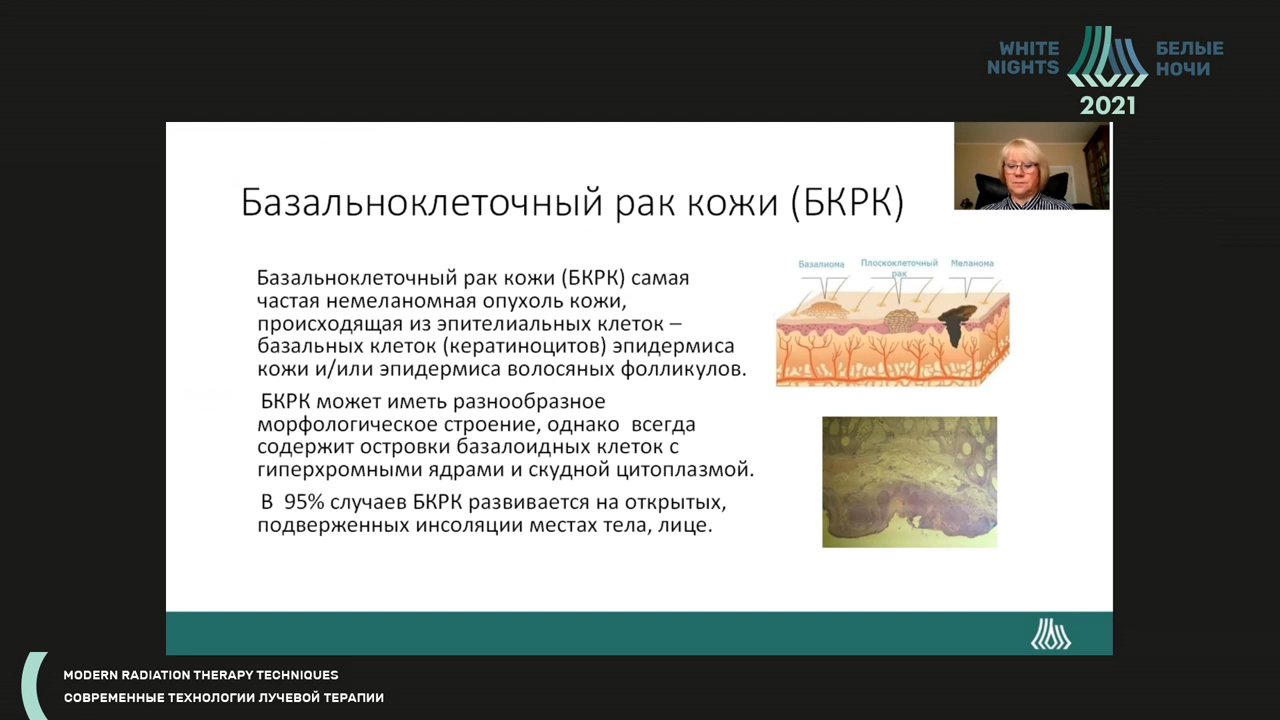 WHITE
NIGHTS
БЕЛЫЕ
НОЧИ
2021
Базальноклеточный рак кожи (БКРК)
Базальноклеточный рак кожи (БКРК) самая
частая немеланомная опухоль кожи,
происходящая из эпителиальных клеток –
базальных клеток (кератиноцитов) эпидермиса
кожи и/или эпидермиса волосяных фолликулов.
БКРК может иметь разнообразное
морфологическое строение, однако всегда
содержит островки базалоидных клеток с
гиперхромными ядрами и скудной цитоплазмой.
В 95% случаев БКРК развивается на открытых,
подверженных инсоляции местах тела, лице.
Базалиома
Плоскоклеточный
рак
Меланома
MODERN RADIATION THERAPY TECHNIQUES
СОВРЕМЕННЫЕ ТЕХНОЛОГИИ ЛУЧЕВОЙ ТЕРАПИИ